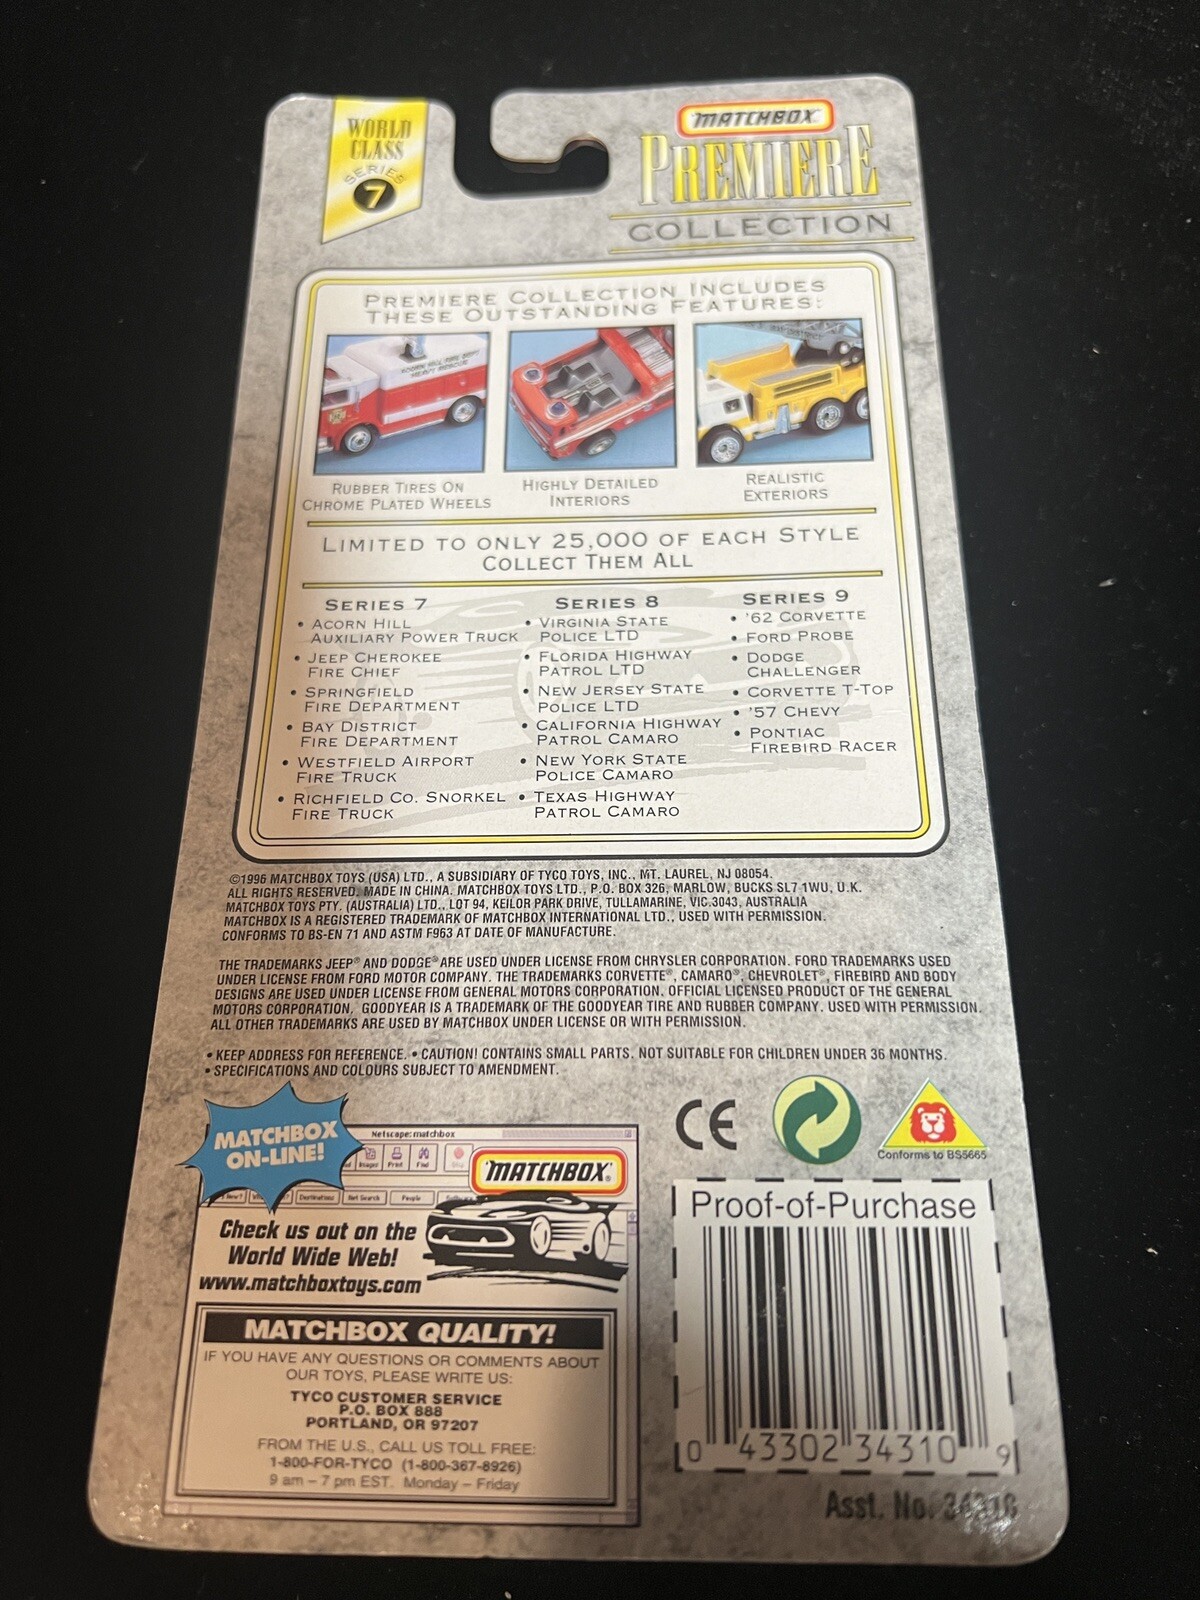 WORLD
CLASS
SERIES
7
MATCHBOX
PREMIERE
COLLECTION
PREMIERE COLLECTION INCLUDES
THESE OUTSTANDING FEATURES:
ACORN HILL FIRE DEPT
HEAVY RESCUE
RUBBER TIRES ON
CHROME PLATED WHEELS
HIGHLY DETAILED
INTERIORS
REALISTIC
EXTERIORS
LIMITED TO ONLY 25,000 OF EACH STYLE
COLLECT THEM ALL
SERIES 7
• ACORN HILL
AUXILIARY POWER TRUCK
• JEEP CHEROKEE
FIRE CHIEF
• SPRINGFIELD
FIRE DEPARTMENT
• BAY DISTRICT
FIRE DEPARTMENT
• WESTFIELD AIRPORT
FIRE TRUCK
• RICHFIELD CO. SNORKEL
FIRE TRUCK
SERIES 8
• VIRGINIA STATE
POLICE LTD
• FLORIDA HIGHWAY
PATROL LTD
• NEW JERSEY STATE
POLICE LTD
• CALIFORNIA HIGHWAY
PATROL CAMARO
• NEW YORK STATE
POLICE CAMARO
• TEXAS HIGHWAY
PATROL CAMARO
SERIES 9
• '62 CORVETTE
• FORD PROBE
• DODGE
CHALLENGER
• CORVETTE T-TOP
• '57 CHEVY
• PONTIAC
FIREBIRD RACER
©1996 MATCHBOX TOYS (USA) LTD., A SUBSIDIARY OF TYCO TOYS, INC., MT. LAUREL, NJ 08054.
ALL RIGHTS RESERVED. MADE IN CHINA. MATCHBOX TOYS LTD., P.O. BOX 326, MARLOW, BUCKS SL7 1WU, U.K.
MATCHBOX TOYS PTY. (AUSTRALIA) LTD., LOT 94, KEILOR PARK DRIVE, TULLAMARINE, VIC.3043, AUSTRALIA
MATCHBOX IS A REGISTERED TRADEMARK OF MATCHBOX INTERNATIONAL LTD., USED WITH PERMISSION.
CONFORMS TO BS-EN 71 AND ASTM F963 AT DATE OF MANUFACTURE.
THE TRADEMARKS JEEP® AND DODGE® ARE USED UNDER LICENSE FROM CHRYSLER CORPORATION. FORD TRADEMARKS USED
UNDER LICENSE FROM FORD MOTOR COMPANY. THE TRADEMARKS CORVETTE®, CAMARO®, CHEVROLET®, FIREBIRD AND BODY
DESIGNS ARE USED UNDER LICENSE FROM GENERAL MOTORS CORPORATION, OFFICIAL LICENSED PRODUCT OF THE GENERAL
MOTORS CORPORATION. GOODYEAR IS A TRADEMARK OF THE GOODYEAR TIRE AND RUBBER COMPANY. USED WITH PERMISSION.
ALL OTHER TRADEMARKS ARE USED BY MATCHBOX UNDER LICENSE OR WITH PERMISSION.
• KEEP ADDRESS FOR REFERENCE. • CAUTION! CONTAINS SMALL PARTS. NOT SUITABLE FOR CHILDREN UNDER 36 MONTHS.
• SPECIFICATIONS AND COLOURS SUBJECT TO AMENDMENT.
MATCHBOX
ON-LINE!
Netscape: matchbox
Images Print Find Stop
Destinations Net Search People
MATCHBOX®
Check us out on the
World Wide Web!
www.matchboxtoys.com
MATCHBOX QUALITY!
IF YOU HAVE ANY QUESTIONS OR COMMENTS ABOUT
OUR TOYS, PLEASE WRITE US:
TYCO CUSTOMER SERVICE
P.O. BOX 888
PORTLAND, OR 97207
FROM THE U.S., CALL US TOLL FREE:
1-800-FOR-TYCO (1-800-367-8926)
9 am – 7 pm EST. Monday – Friday
CE
Conforms to BS5665
Proof-of-Purchase
0 43302 34310 9
Asst. No.